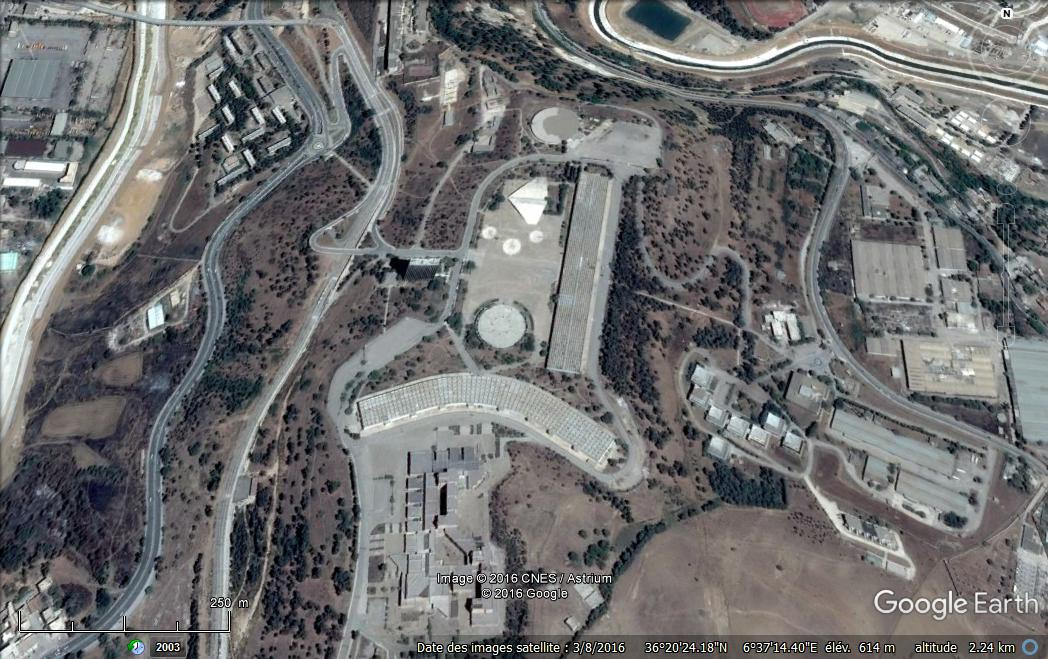 N
Image © 2016 CNES / Astrium
© 2016 Google
Google Earth
250 m
2003
Date des images satellite : 3/8/2016 36°20'24.18"N 6°37'14.40"E élév. 614 m altitude 2.24 km